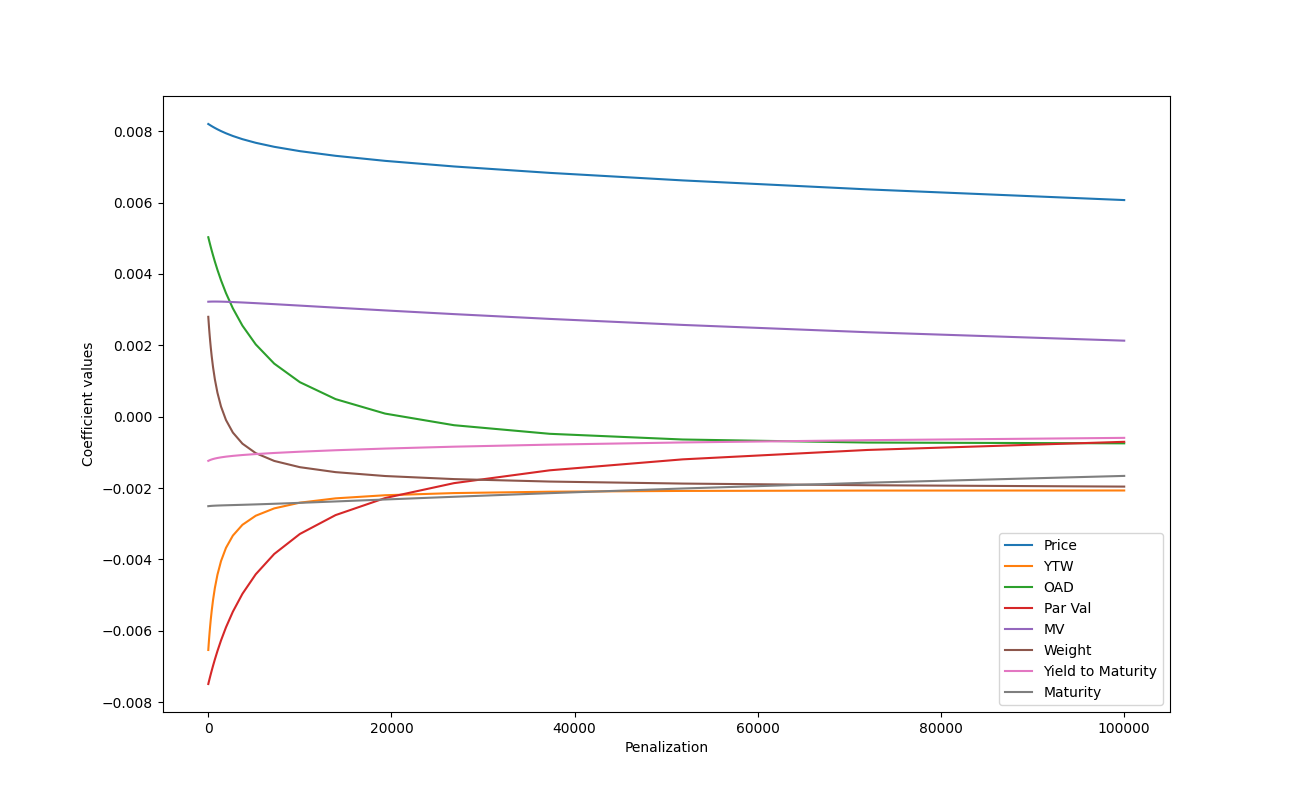 0.008
0.006
0.004
0.002
0.000
−0.002
−0.004
−0.006
−0.008
Coefficient values
0
20000
40000
60000
80000
100000
Penalization
Price
YTW
OAD
Par Val
MV
Weight
Yield to Maturity
Maturity